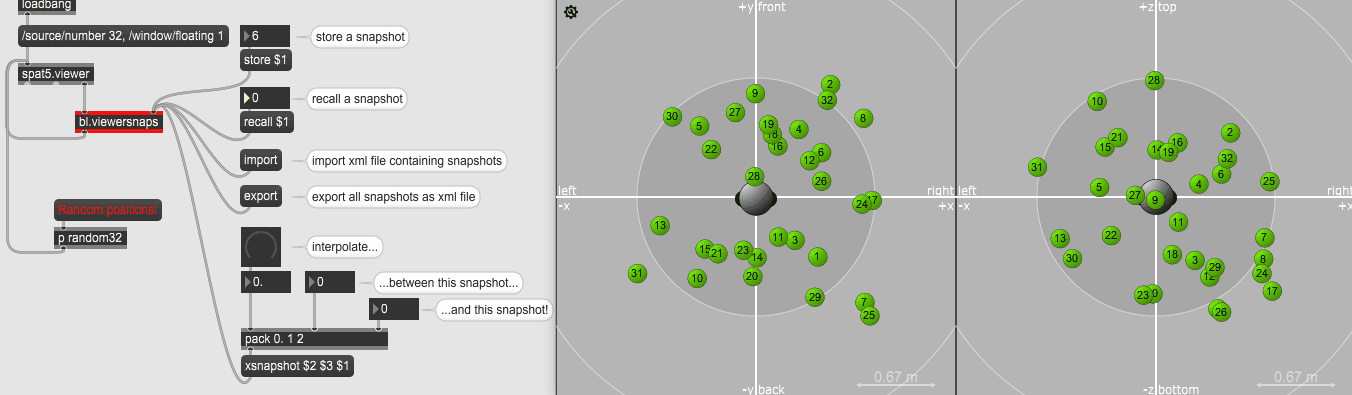 loadbang
/source/number 32, /window/floating 1
6
store a snapshot
store $1
spat5.viewer
0
recall a snapshot
bl.viewersnaps
recall $1
import
import xml file containing snapshots
export
export all snapshots as xml file
Random positions!
p random32
interpolate...
0.
0
...between this snapshot...
0
...and this snapshot!
pack 0. 1 2
xsnapshot $2 $3 $1
+y front
2
9
32
30
27
8
5
19
18
4
16
22
6
12
28
26
left
right
-x
+x
24
17
13
11
3
15
21
23
14
1
31
10
20
29
7
25
0.67 m
-y back
+z top
28
10
2
21
16
15
14
19
32
31
6
25
5
4
27
9
left
right
-x
+x
11
13
22
7
30
18
3
8
29
12
24
23
17
26
0.67 m
-z bottom